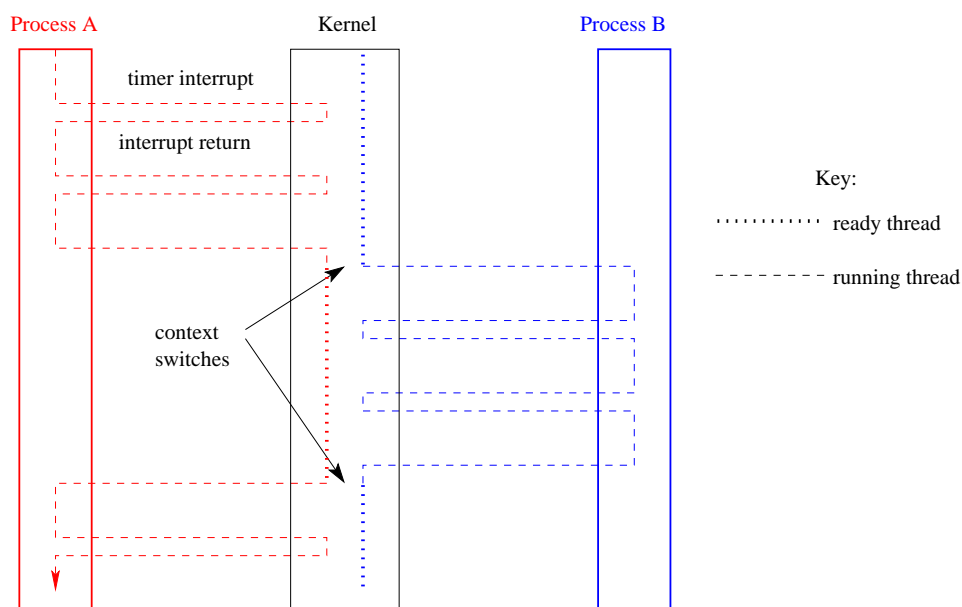 Process A
Kernel
Process B
timer interrupt
interrupt return
Key:
ready thread
running thread
context
switches